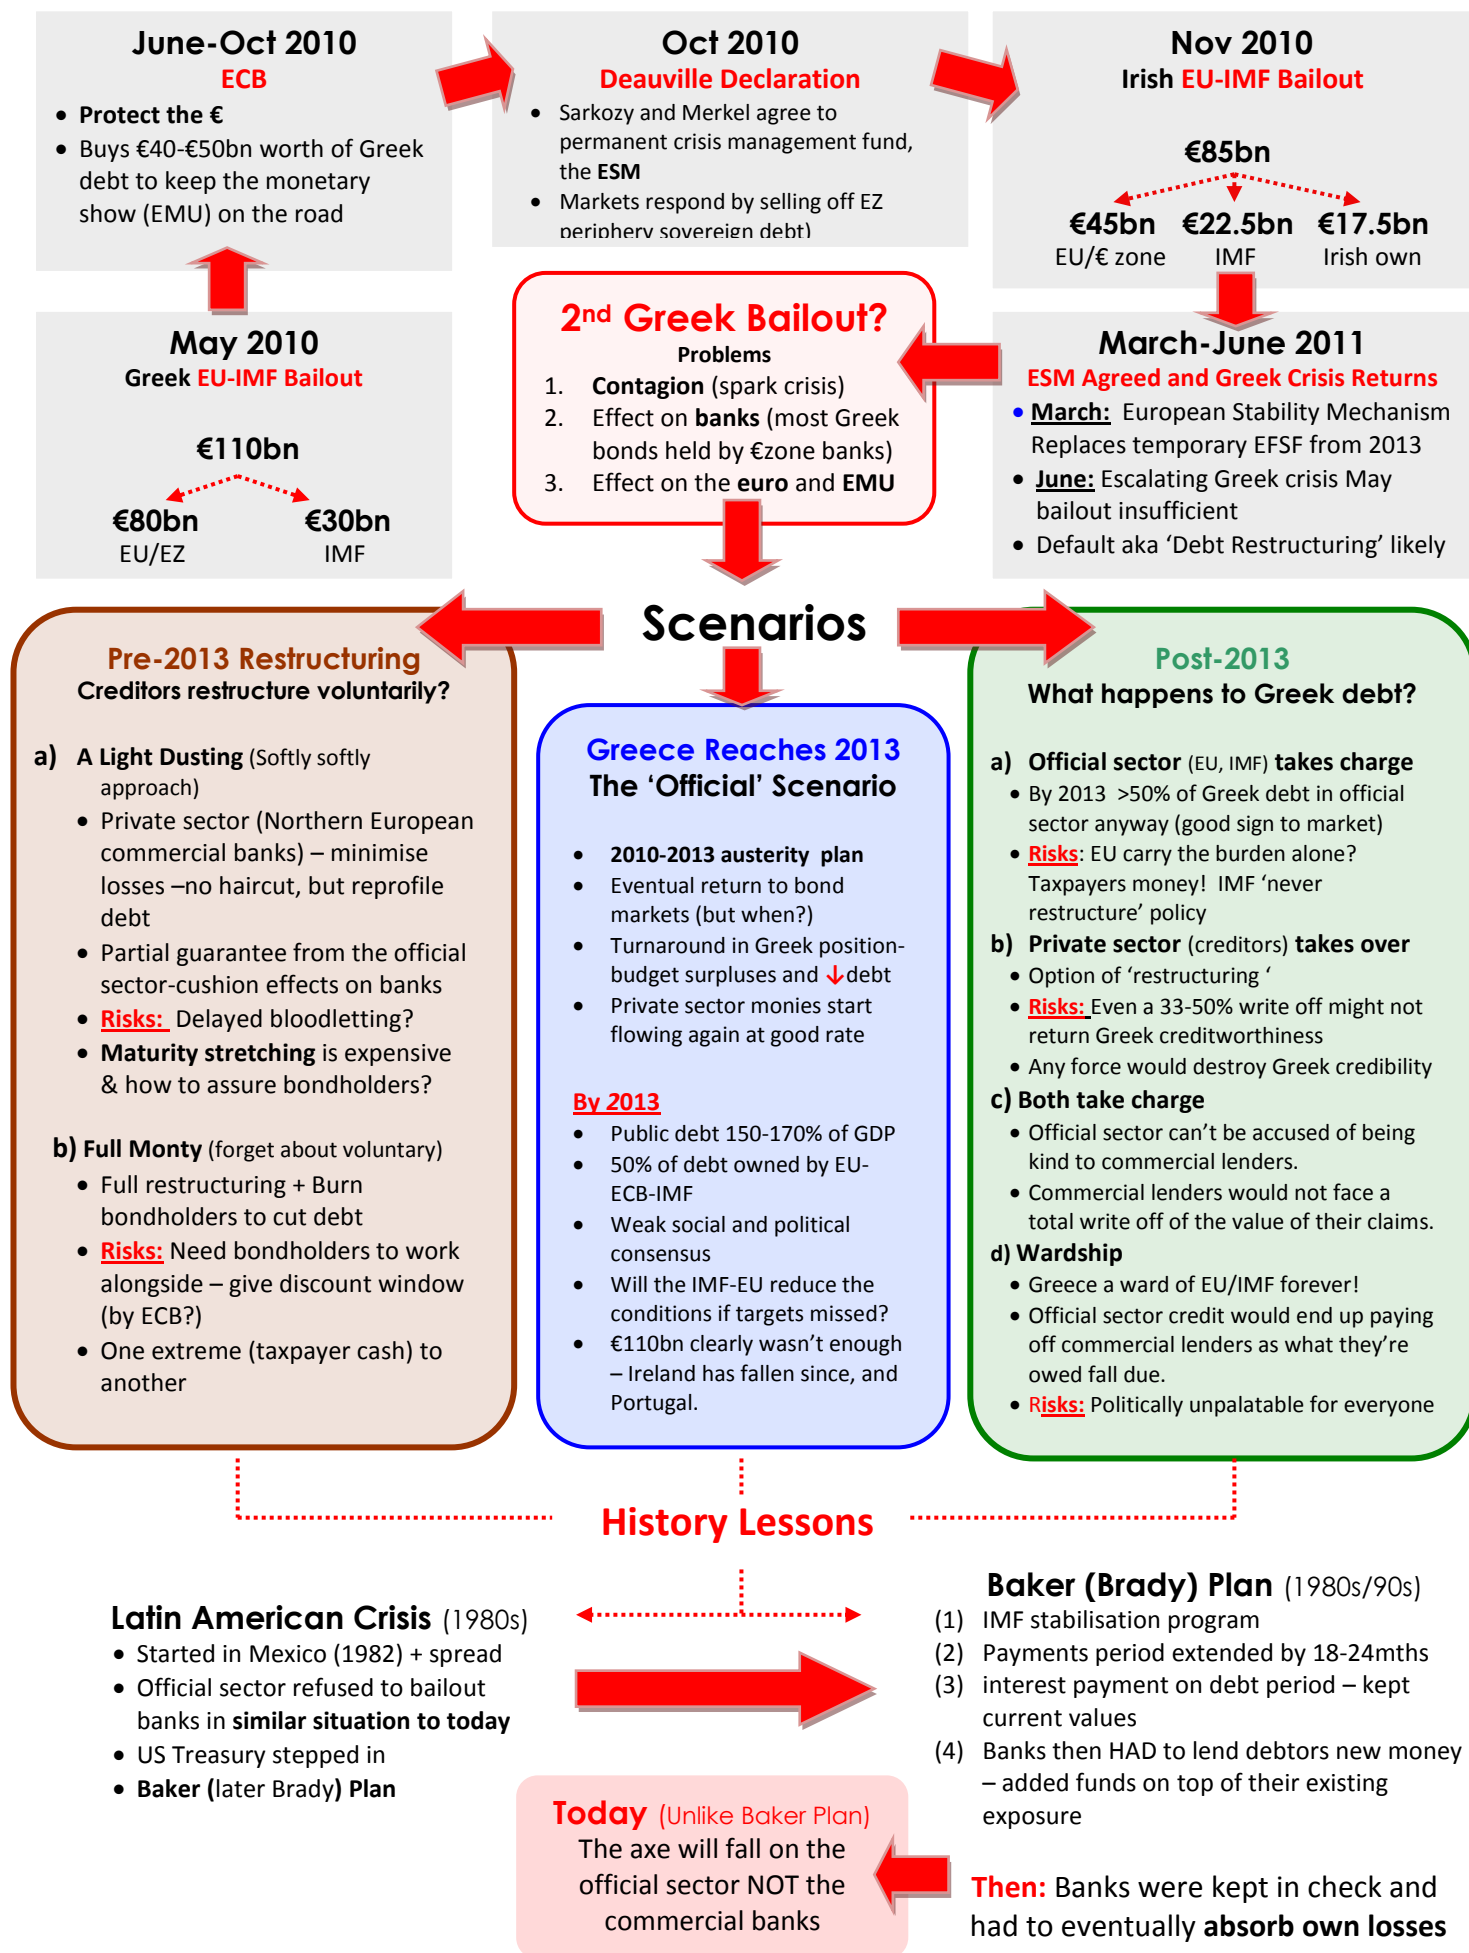 June-Oct 2010
ECB
• Protect the €
• Buys €40-€50bn worth of Greek
debt to keep the monetary
show (EMU) on the road
Oct 2010
Deauville Declaration
• Sarkozy and Merkel agree to
permanent crisis management fund,
the ESM
• Markets respond by selling off EZ
periphery sovereign debt)
Nov 2010
Irish EU-IMF Bailout
€85bn
€45bn €22.5bn €17.5bn
EU/€ zone IMF Irish own
May 2010
Greek EU-IMF Bailout
€110bn
€80bn €30bn
EU/EZ IMF
2nd Greek Bailout?
Problems
1. Contagion (spark crisis)
2. Effect on banks (most Greek
bonds held by €zone banks)
3. Effect on the euro and EMU
March-June 2011
ESM Agreed and Greek Crisis Returns
• March: European Stability Mechanism
Replaces temporary EFSF from 2013
• June: Escalating Greek crisis May
bailout insufficient
• Default aka ‘Debt Restructuring’ likely
Scenarios
Pre-2013 Restructuring
Creditors restructure voluntarily?
a) A Light Dusting (Softly softly
approach)
• Private sector (Northern European
commercial banks) – minimise
losses –no haircut, but reprofile
debt
• Partial guarantee from the official
sector-cushion effects on banks
• Risks: Delayed bloodletting?
• Maturity stretching is expensive
& how to assure bondholders?
b) Full Monty (forget about voluntary)
• Full restructuring + Burn
bondholders to cut debt
• Risks: Need bondholders to work
alongside – give discount window
(by ECB?)
• One extreme (taxpayer cash) to
another
Greece Reaches 2013
The ‘Official’ Scenario
• 2010-2013 austerity plan
• Eventual return to bond
markets (but when?)
• Turnaround in Greek position-
budget surpluses and ↓debt
• Private sector monies start
flowing again at good rate
By 2013
• Public debt 150-170% of GDP
• 50% of debt owned by EU-
ECB-IMF
• Weak social and political
consensus
• Will the IMF-EU reduce the
conditions if targets missed?
• €110bn clearly wasn’t enough
– Ireland has fallen since, and
Portugal.
Post-2013
What happens to Greek debt?
a) Official sector (EU, IMF) takes charge
• By 2013 >50% of Greek debt in official
sector anyway (good sign to market)
• Risks: EU carry the burden alone?
Taxpayers money! IMF ‘never
restructure’ policy
b) Private sector (creditors) takes over
• Option of ‘restructuring ‘
• Risks: Even a 33-50% write off might not
return Greek creditworthiness
• Any force would destroy Greek credibility
c) Both take charge
• Official sector can’t be accused of being
kind to commercial lenders.
• Commercial lenders would not face a
total write off of the value of their claims.
d) Wardship
• Greece a ward of EU/IMF forever!
• Official sector credit would end up paying
off commercial lenders as what they’re
owed fall due.
• Risks: Politically unpalatable for everyone
History Lessons
Latin American Crisis (1980s)
• Started in Mexico (1982) + spread
• Official sector refused to bailout
banks in similar situation to today
• US Treasury stepped in
• Baker (later Brady) Plan
Baker (Brady) Plan (1980s/90s)
(1) IMF stabilisation program
(2) Payments period extended by 18-24mths
(3) interest payment on debt period – kept
current values
(4) Banks then HAD to lend debtors new money
– added funds on top of their existing
exposure
Today (Unlike Baker Plan)
The axe will fall on the
official sector NOT the
commercial banks
Then: Banks were kept in check and
had to eventually absorb own losses